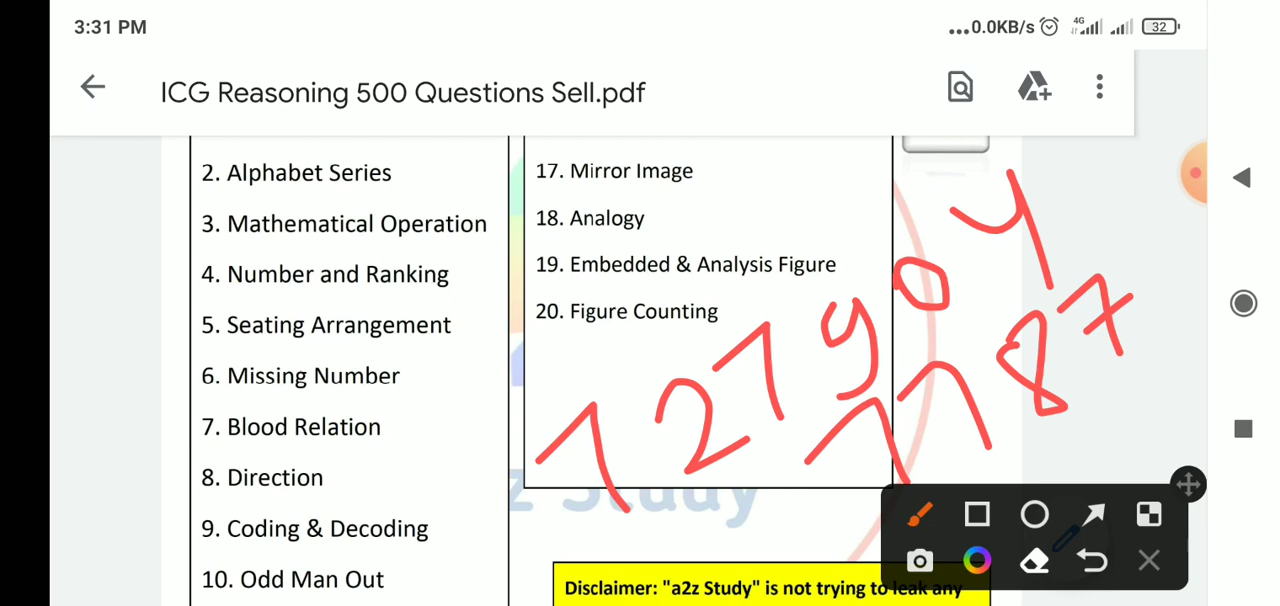 3:31 PM
...0.0KB/s 4G 32
ICG Reasoning 500 Questions Sell.pdf
2. Alphabet Series
3. Mathematical Operation
4. Number and Ranking
5. Seating Arrangement
6. Missing Number
7. Blood Relation
8. Direction
9. Coding & Decoding
10. Odd Man Out
17. Mirror Image
18. Analogy
19. Embedded & Analysis Figure
20. Figure Counting
z Study
Disclaimer: "a2z Study" is not trying to leak any